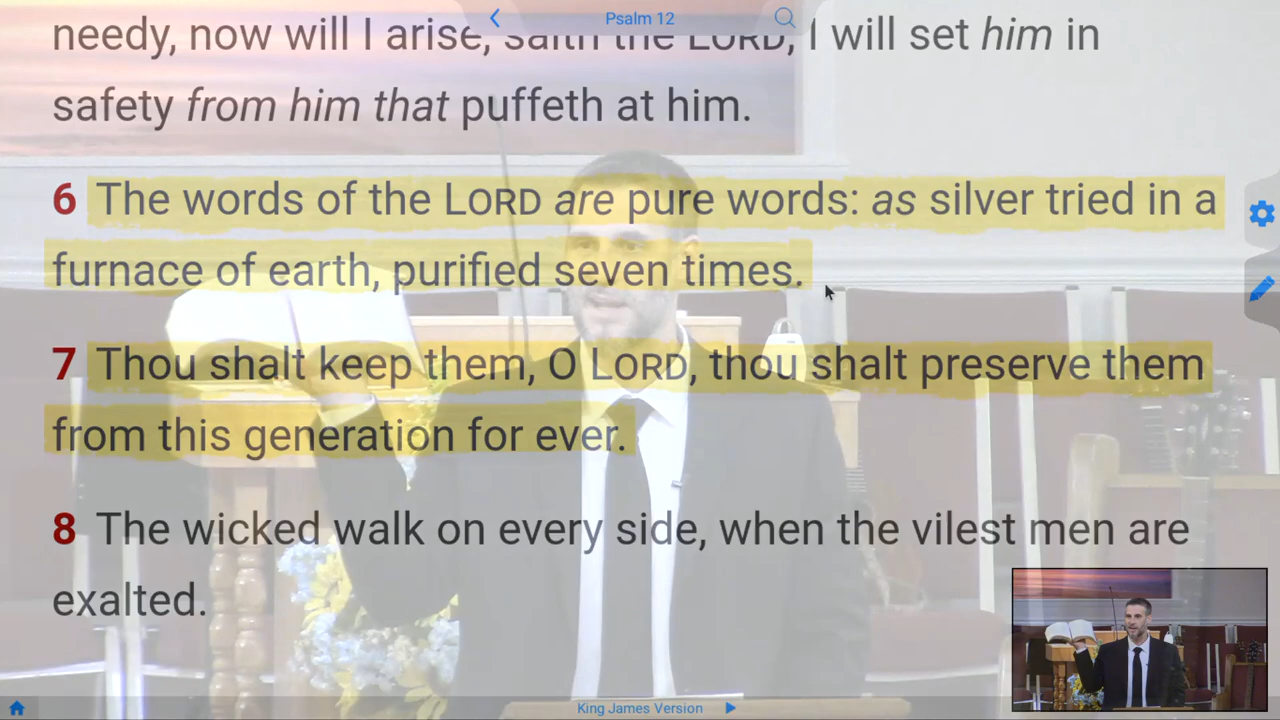 Psalm 12
needy, now will I arise, saith the LORD, I will set him in
safety from him that puffeth at him.
6 The words of the LORD are pure words: as silver tried in a
furnace of earth, purified seven times.
7 Thou shalt keep them, O LORD, thou shalt preserve them
from this generation for ever.
8 The wicked walk on every side, when the vilest men are
exalted.
King James Version